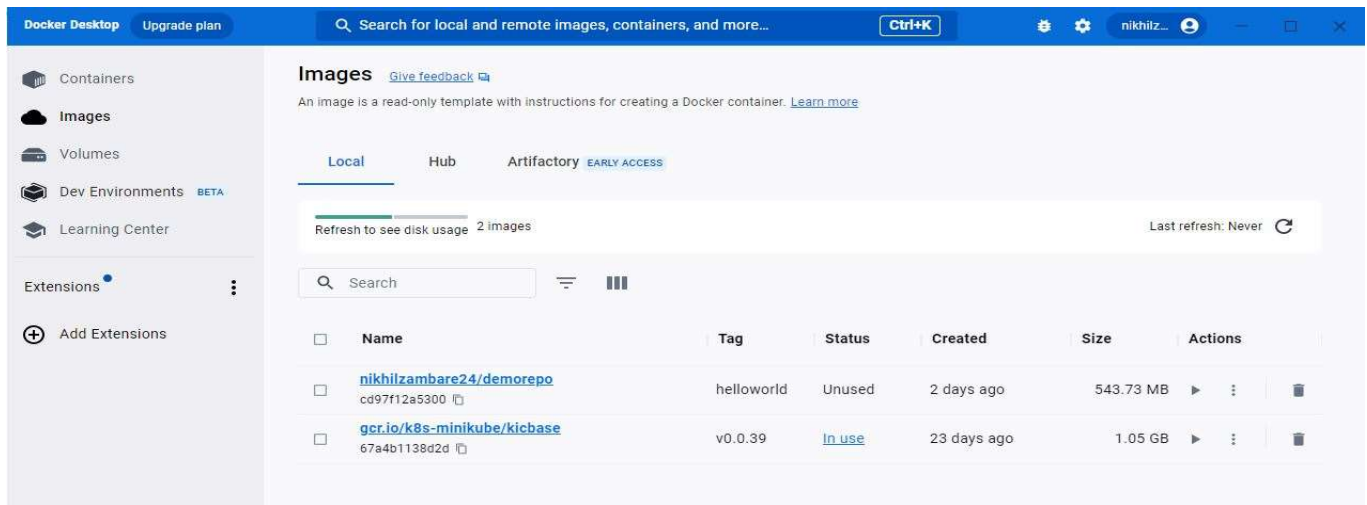 Docker Desktop Upgrade plan Search for local and remote images, containers, and more... Ctrl+K nikhilz...
Containers
Images
Volumes
Dev Environments BETA
Learning Center
Extensions
Add Extensions
Images Give feedback
An image is a read-only template with instructions for creating a Docker container. Learn more
Local Hub Artifactory EARLY ACCESS
Refresh to see disk usage 2 images Last refresh: Never
Search
Name Tag Status Created Size Actions
nikhilzambare24/demorepo helloworld Unused 2 days ago 543.73 MB
cd97f12a5300
gcr.io/k8s-minikube/kicbase v0.0.39 In use 23 days ago 1.05 GB
67a4b1138d2d